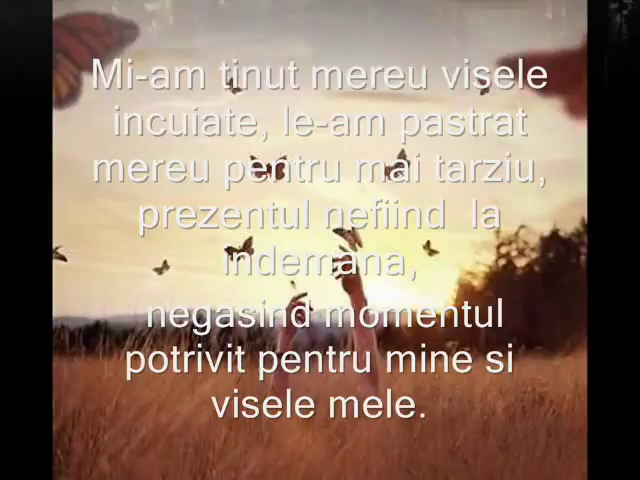 Mi-am tinut mereu visele
incuiate, le-am pastrat
mereu pentru mai tarziu,
prezentul nefiind la
indemana,
negasind momentul
potrivit pentru mine si
visele mele.